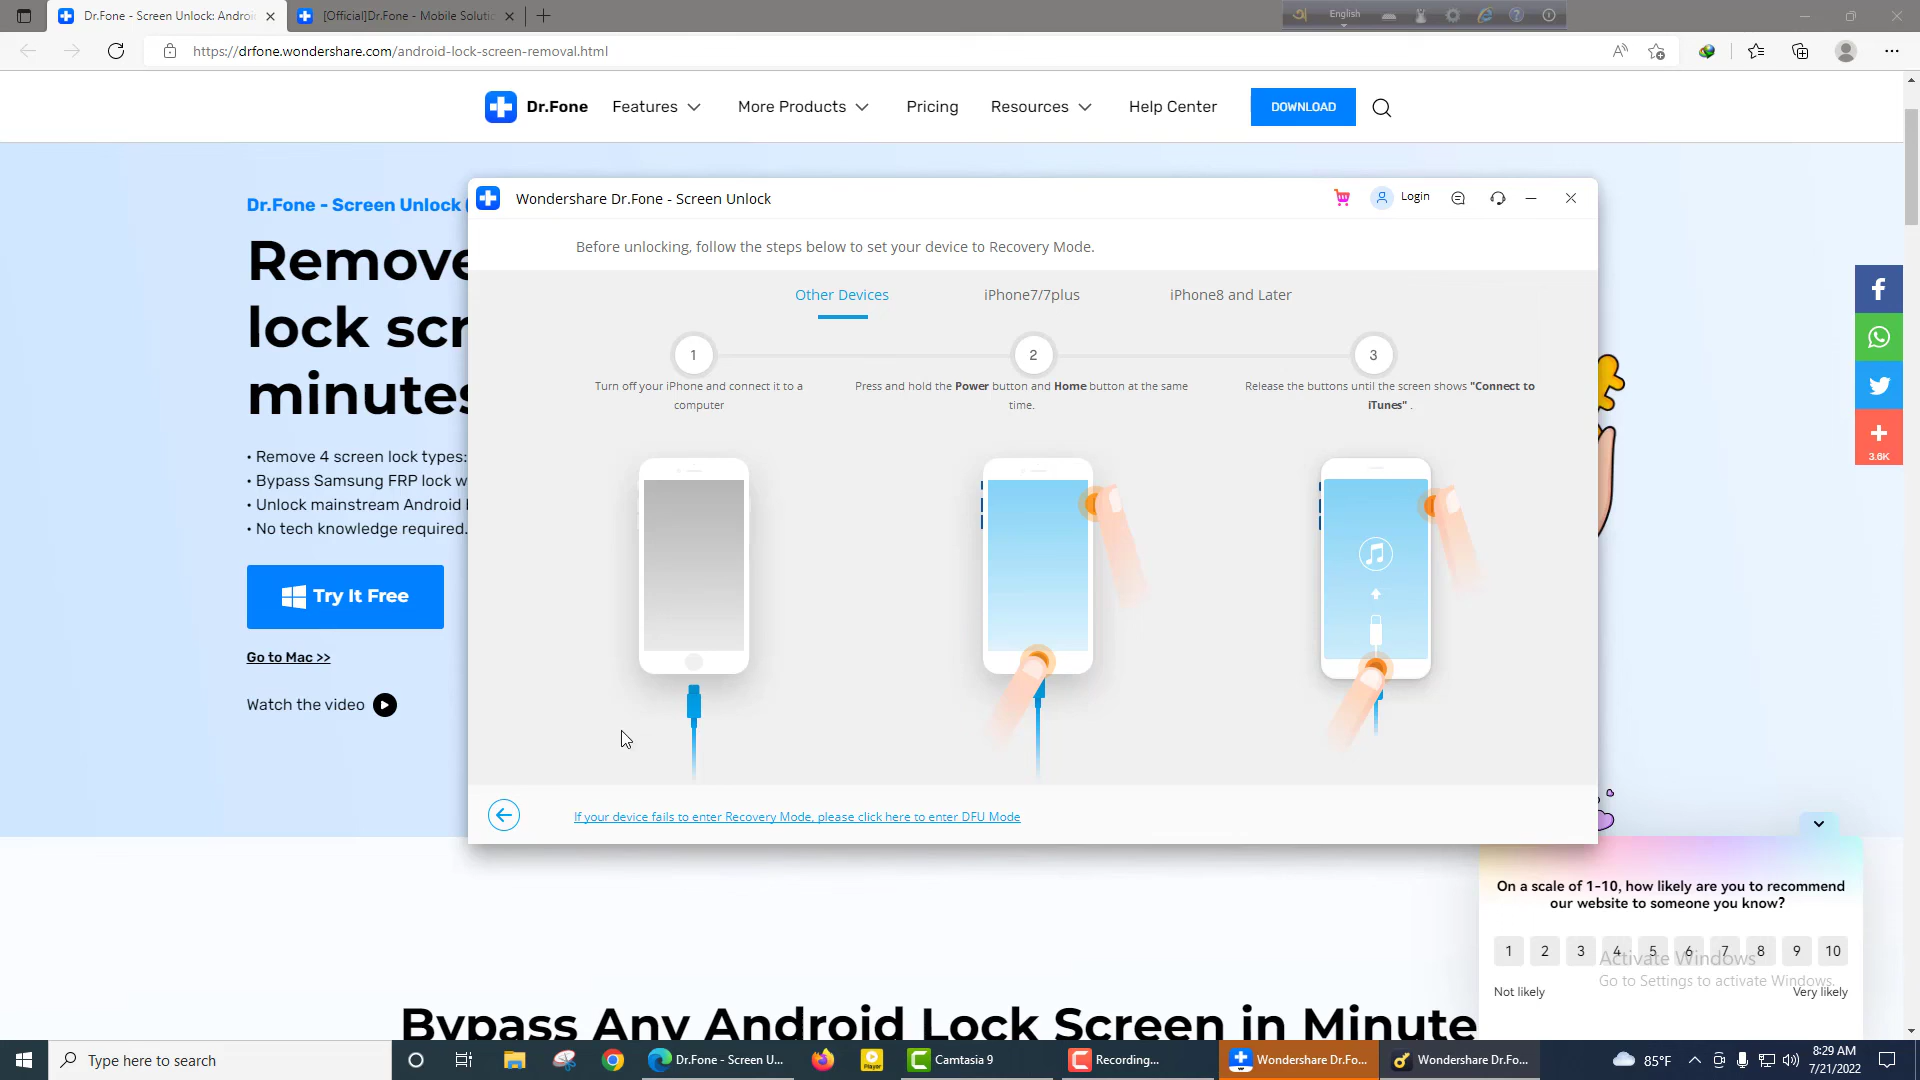 Dr.Fone - Screen Unlock: Androi
[Official]Dr.Fone - Mobile Soluti
English
https://drfone.wondershare.com/android-lock-screen-removal.html
Dr.Fone
Features
More Products
Pricing
Resources
Help Center
DOWNLOAD
Dr.Fone - Screen Unlock (
Remove
lock scr
minutes
• Remove 4 screen lock types:
• Bypass Samsung FRP lock w
• Unlock mainstream Android
• No tech knowledge required.
Try It Free
Go to Mac >>
Watch the video
Wondershare Dr.Fone - Screen Unlock
Login
Before unlocking, follow the steps below to set your device to Recovery Mode.
Other Devices
iPhone7/7plus
iPhone8 and Later
1
2
3
Turn off your iPhone and connect it to a
computer
Press and hold the Power button and Home button at the same
time.
Release the buttons until the screen shows "Connect to
iTunes" .
If your device fails to enter Recovery Mode, please click here to enter DFU Mode
3.6K
On a scale of 1-10, how likely are you to recommend
our website to someone you know?
1 2 3 4 5 6 7 8 9 10
Not likely
Very likely
Activate Windows
Go to Settings to activate Windows.
Bypass Any Android Lock Screen in Minute
Type here to search
Dr.Fone - Screen U...
Player
Camtasia 9
Recording...
Wondershare Dr.Fo...
Wondershare Dr.Fo...
85°F
8:29 AM
7/21/2022